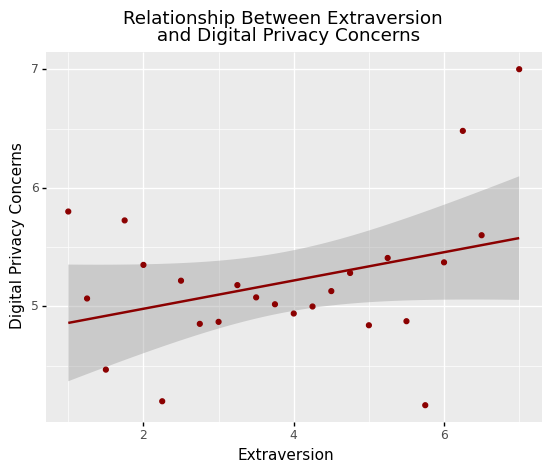 Relationship Between Extraversion
and Digital Privacy Concerns
7
6
5
Digital Privacy Concerns
2
4
6
Extraversion